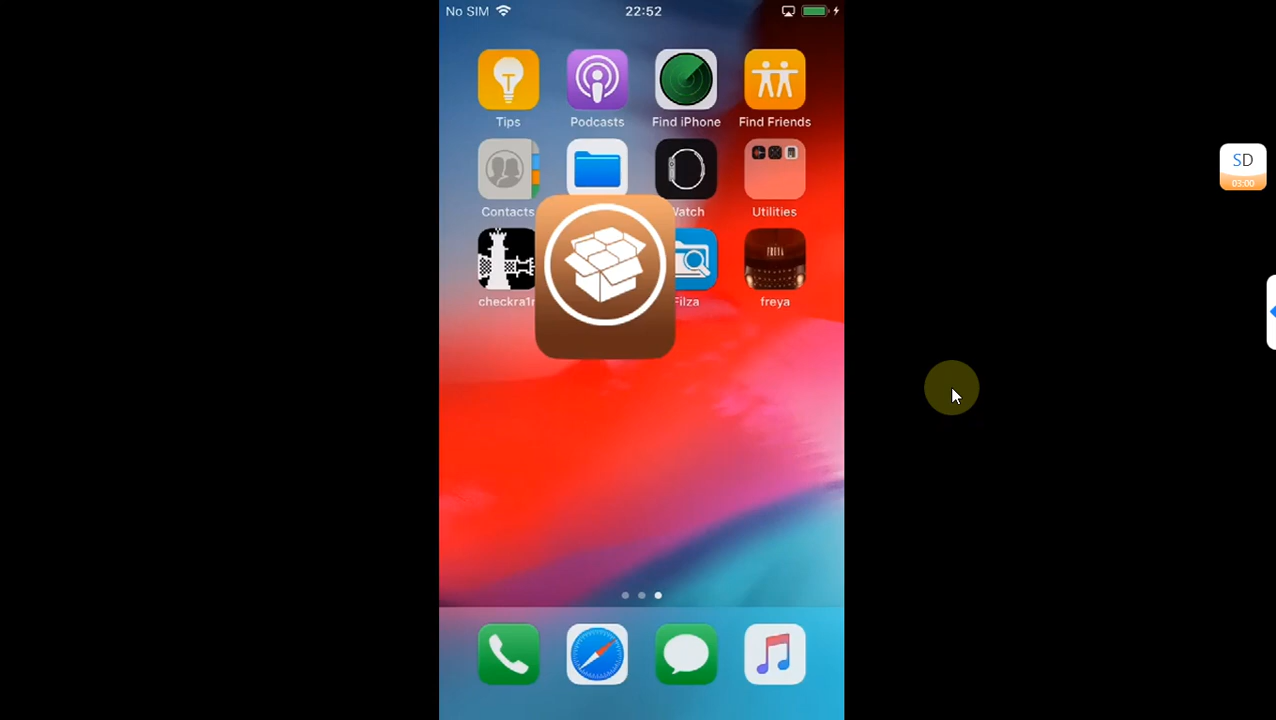 No SIM 22:52
Tips Podcasts Find iPhone Find Friends
SD
03:00
Contacts Watch Utilities
FREYA
checkra1n Filza freya